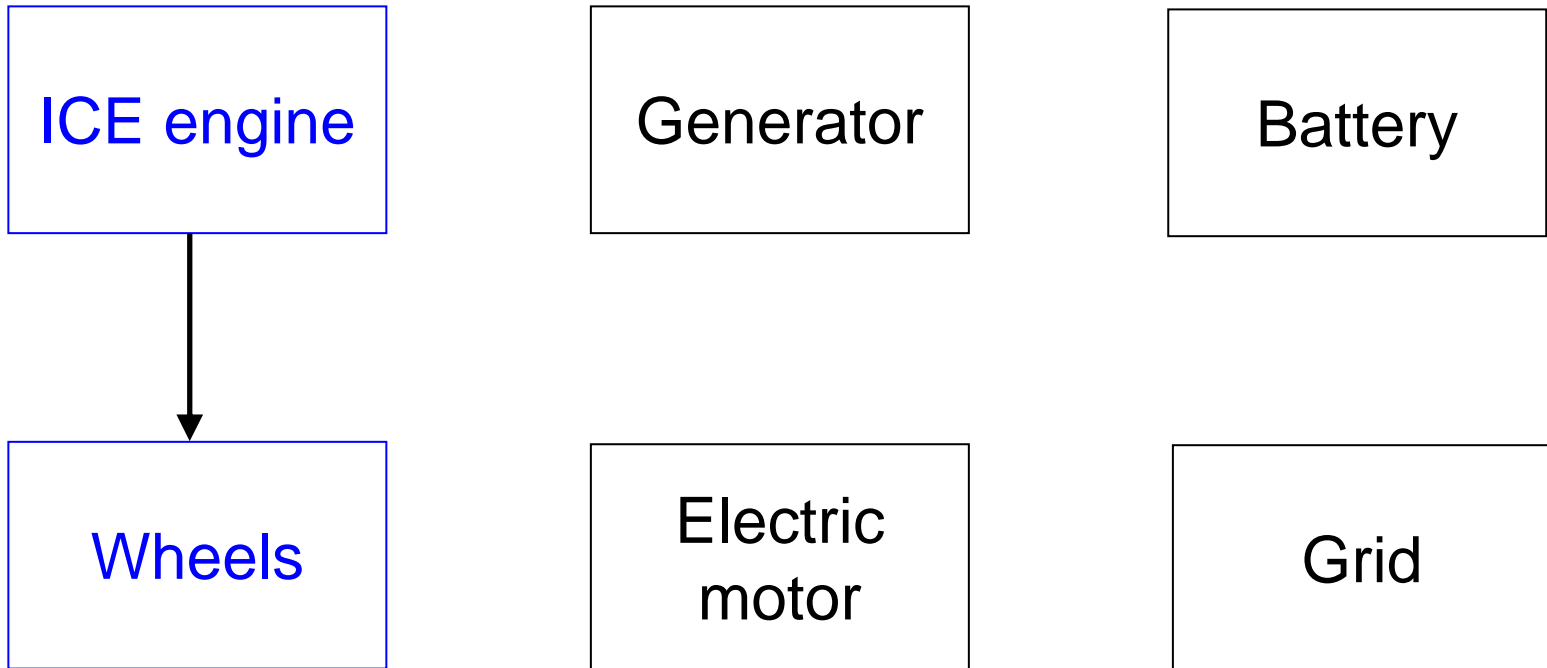 ICE engine
Generator
Battery
Wheels
Electric
motor
Grid